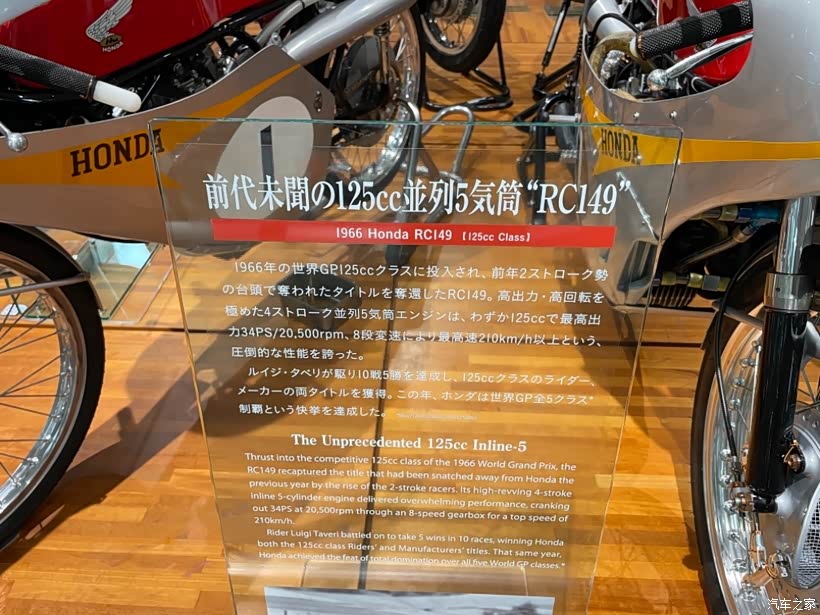 HONDA
HONDA
1
HONDA
前代未聞の125cc並列5気筒“RC149”
1966 Honda RC149 [125cc Class]
1966年の世界GP125ccクラスに投入され、前年2ストローク勢
の台頭で奪われたタイトルを奪還したRC149。高出力・高回転を
極めた4ストローク並列5気筒エンジンは、わずか125ccで最高出
力34PS/20,500rpm、8段変速により最高速210km/h以上という、
圧倒的な性能を誇った。
ルイジ・タベリが駆り10戦5勝を達成し、125ccクラスのライダー、
メーカーの両タイトルを獲得。この年、ホンダは世界GP全5クラス*
制覇という快挙を達成した。
The Unprecedented 125cc Inline-5
Thrust into the competitive 125cc class of the 1966 World Grand Prix, the
RC149 recaptured the title that had been snatched away from Honda the
previous year by the rise of the 2-stroke racers. Its high-revving 4-stroke
inline 5-cylinder engine delivered overwhelming performance, cranking
out 34PS at 20,500rpm through an 8-speed gearbox for a top speed of
210km/h.
Rider Luigi Taveri battled on to take 5 wins in 10 races, winning Honda
both the 125cc class Riders' and Manufacturers' titles. That same year,
Honda achieved the feat of total domination over all five World GP classes.*
汽车之家